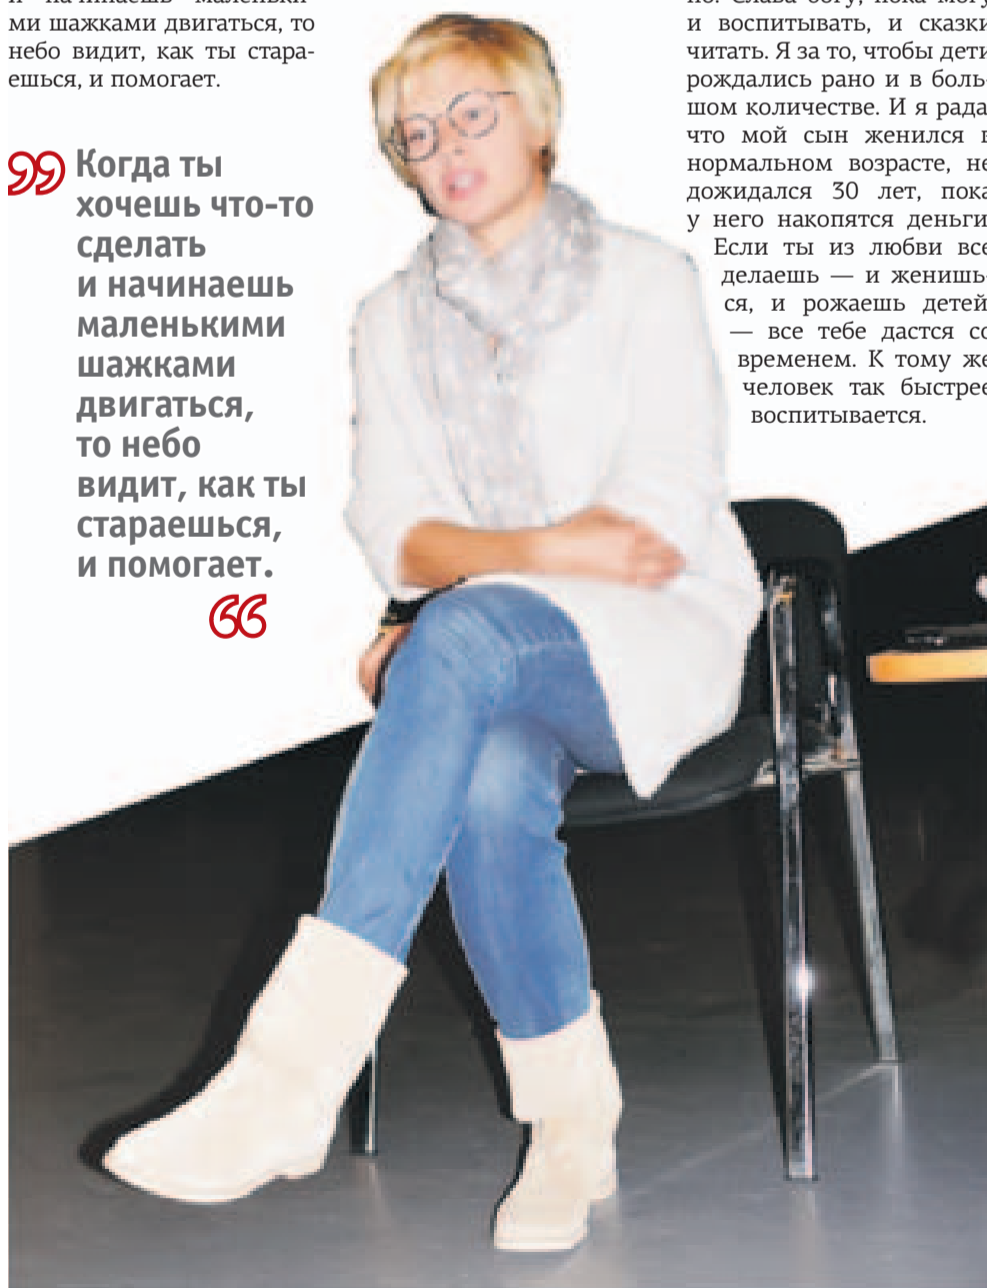 ми шажками двигаться, то
небо видит, как ты стара-
ешься, и помогает.
Когда ты
хочешь что-то
сделать
и начинаешь
маленькими
шажками
двигаться,
то небо
видит, как ты
стараешься,
и помогает.
и воспитывать, и сказки
читать. Я за то, чтобы дети
рождались рано и в боль-
шом количестве. И я рада,
что мой сын женился в
нормальном возрасте, не
дожидался 30 лет, пока
у него накопятся деньги.
Если ты из любви все
делаешь — и женишь-
ся, и рожаешь детей
— все тебе дастся со
временем. К тому же
человек так быстрее
воспитывается.